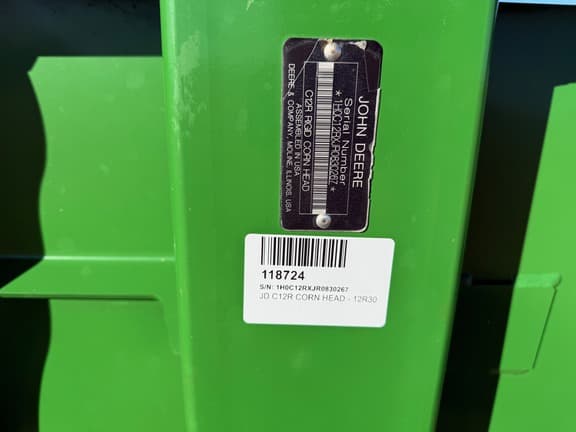 JOHN DEERE
Serial Number
*1H0C12RXJR0830267*
C12R RIGID CORN HEAD
ASSEMBLED IN USA
DEERE & COMPANY, MOLINE, ILLINOIS, USA
118724
S/N: 1H0C12RXJR0830267
JD C12R CORN HEAD - 12R30